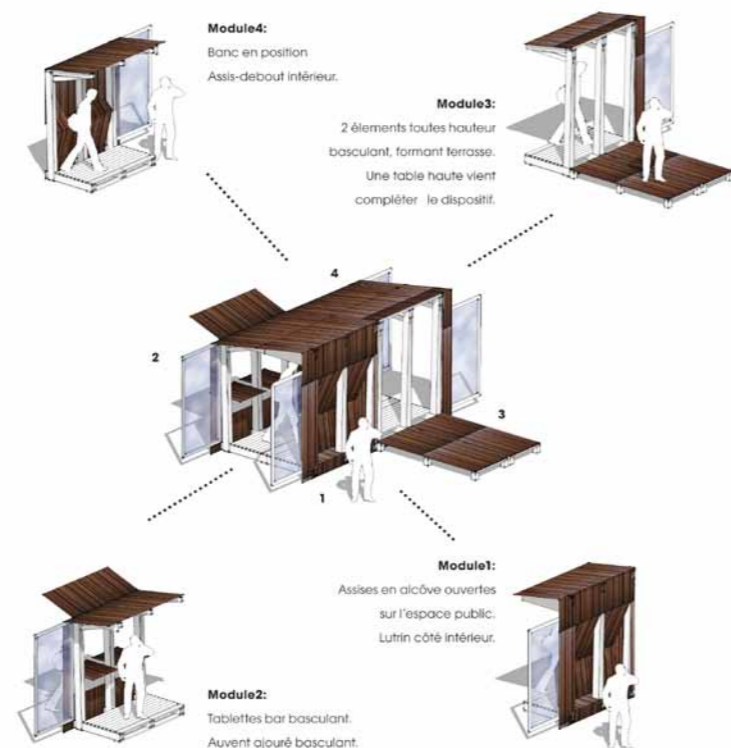 Module4:
Banc en position
Assis-debout intérieur.
Module3:
2 élements toutes hauteur
basculant, formant terrasse.
Une table haute vient
compléter le dispositif.
4
2
3
1
Module1:
Assises en alcôve ouvertes
sur l'espace public.
Lutrin côté intérieur.
Module2:
Tablettes bar basculant.
Auvent ajouré basculant.